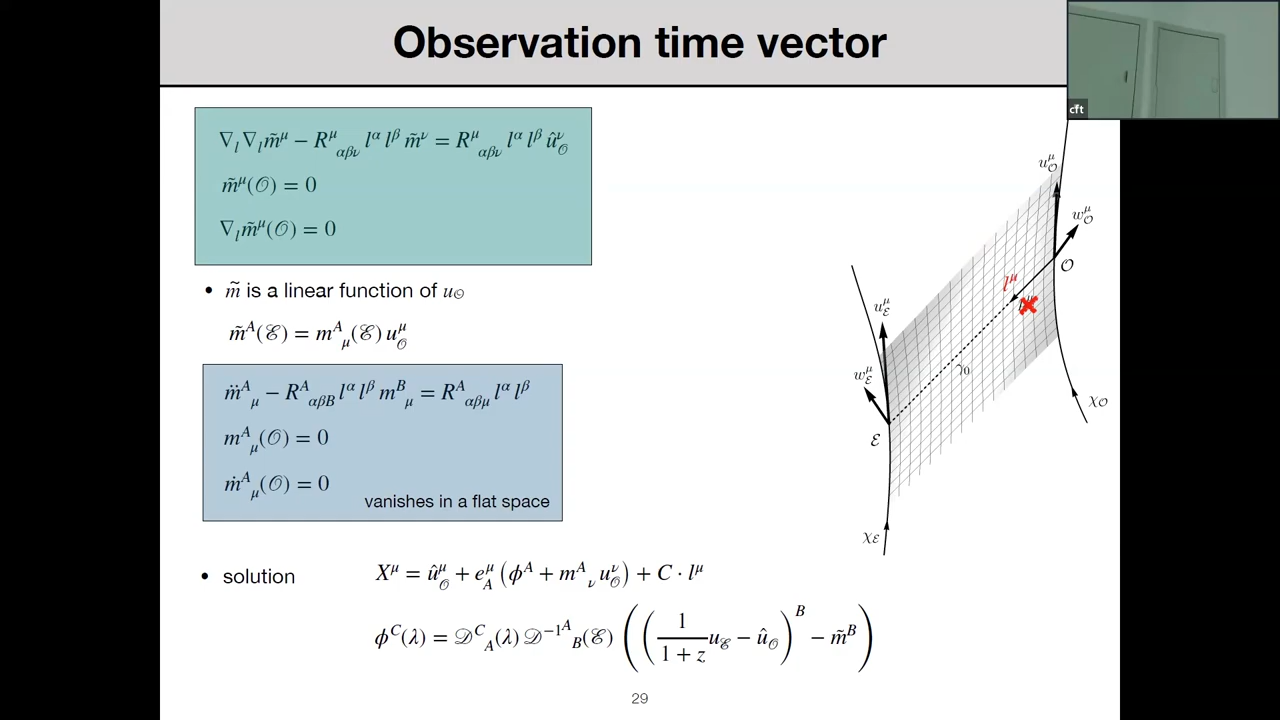 Observation time vector
cft
∇_l ∇_l m̃^μ − R^μ_{αβν} l^α l^β m̃^ν = R^μ_{αβν} l^α l^β û^ν_𝒪
m̃^μ(𝒪) = 0
∇_l m̃^μ(𝒪) = 0
• m̃ is a linear function of u_𝒪
m̃^A(ℰ) = m^A_μ(ℰ) u^μ_𝒪
m̈^A_μ − R^A_{αβB} l^α l^β m^B_μ = R^A_{αβμ} l^α l^β
m^A_μ(𝒪) = 0
ṁ^A_μ(𝒪) = 0
vanishes in a flat space
u^μ_𝒪
w^μ_𝒪
𝒪
l^μ
u^μ_ℰ
w^μ_ℰ
γ_0
χ_𝒪
ℰ
χ_ℰ
• solution
X^μ = û^μ_𝒪 + e^μ_A (φ^A + m^A_ν u^ν_𝒪) + C · l^μ
φ^C(λ) = 𝒟^C_A(λ) 𝒟^{−1 A}_B(ℰ) ((1/(1 + z) u_ℰ − û_𝒪)^B − m̃^B)
29